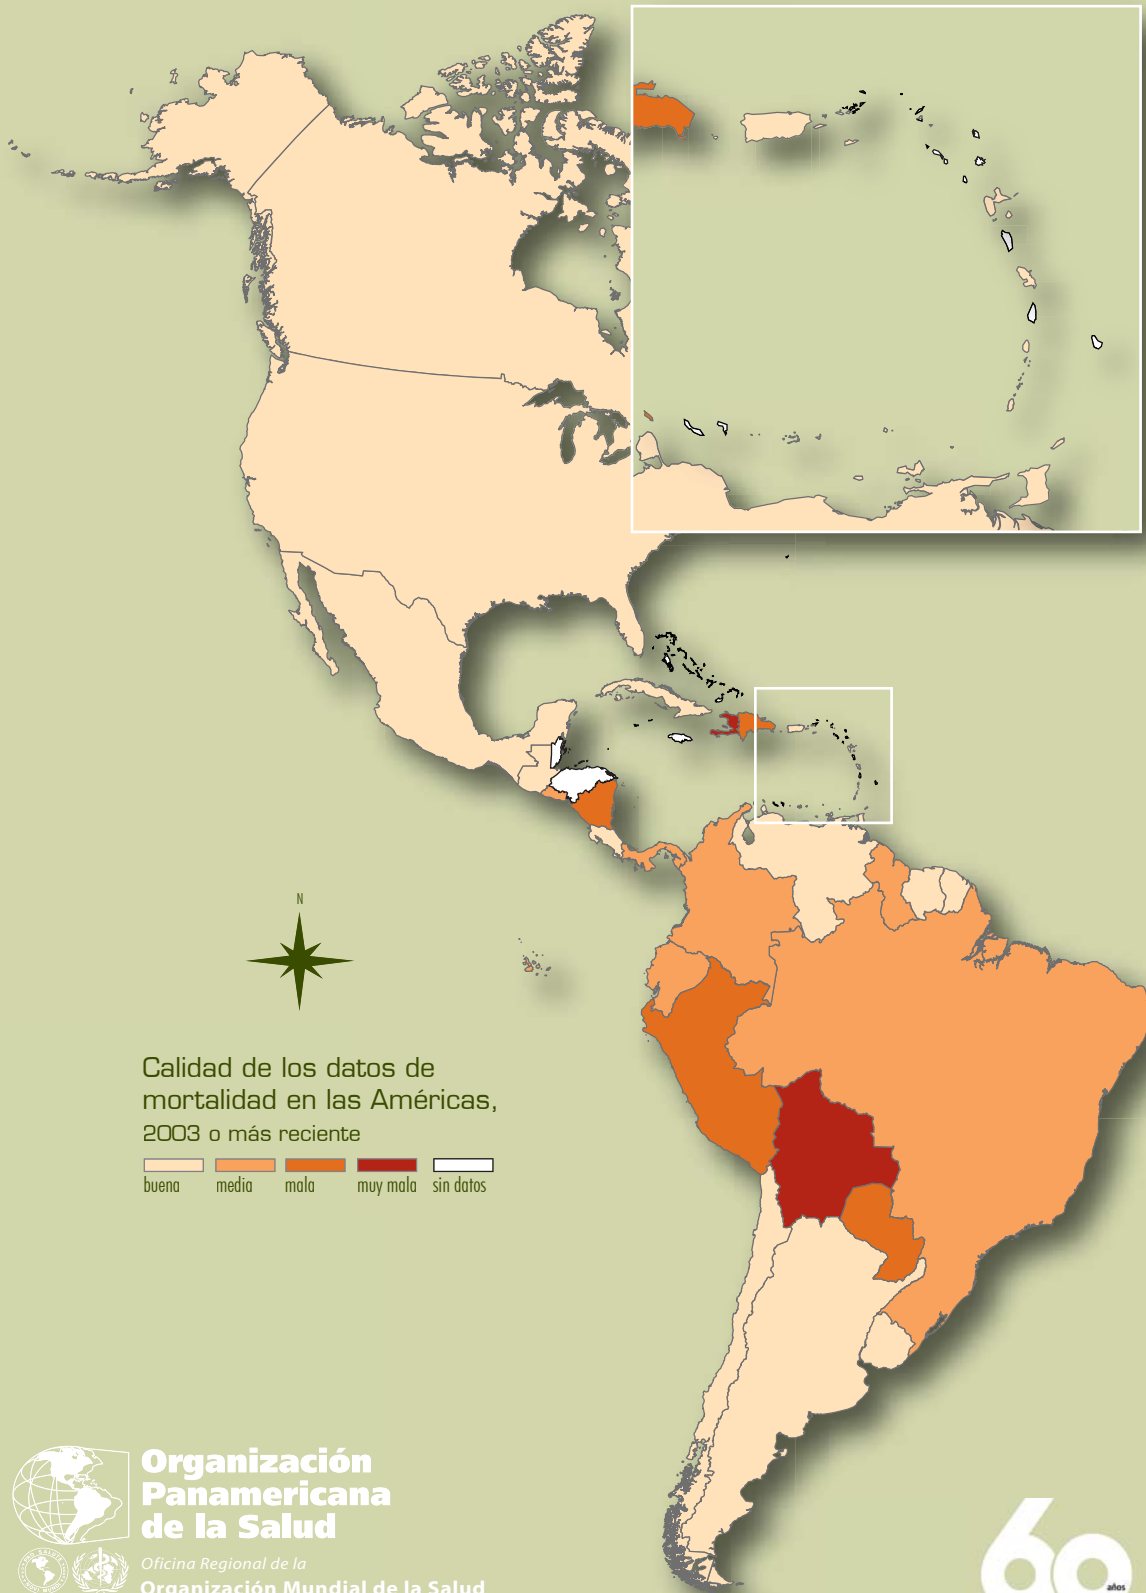 N
Calidad de los datos de
mortalidad en las Américas,
2003 o más reciente
buena media mala muy mala sin datos
Organización
Panamericana
de la Salud
Oficina Regional de la
Organización Mundial de la Salud
60
años